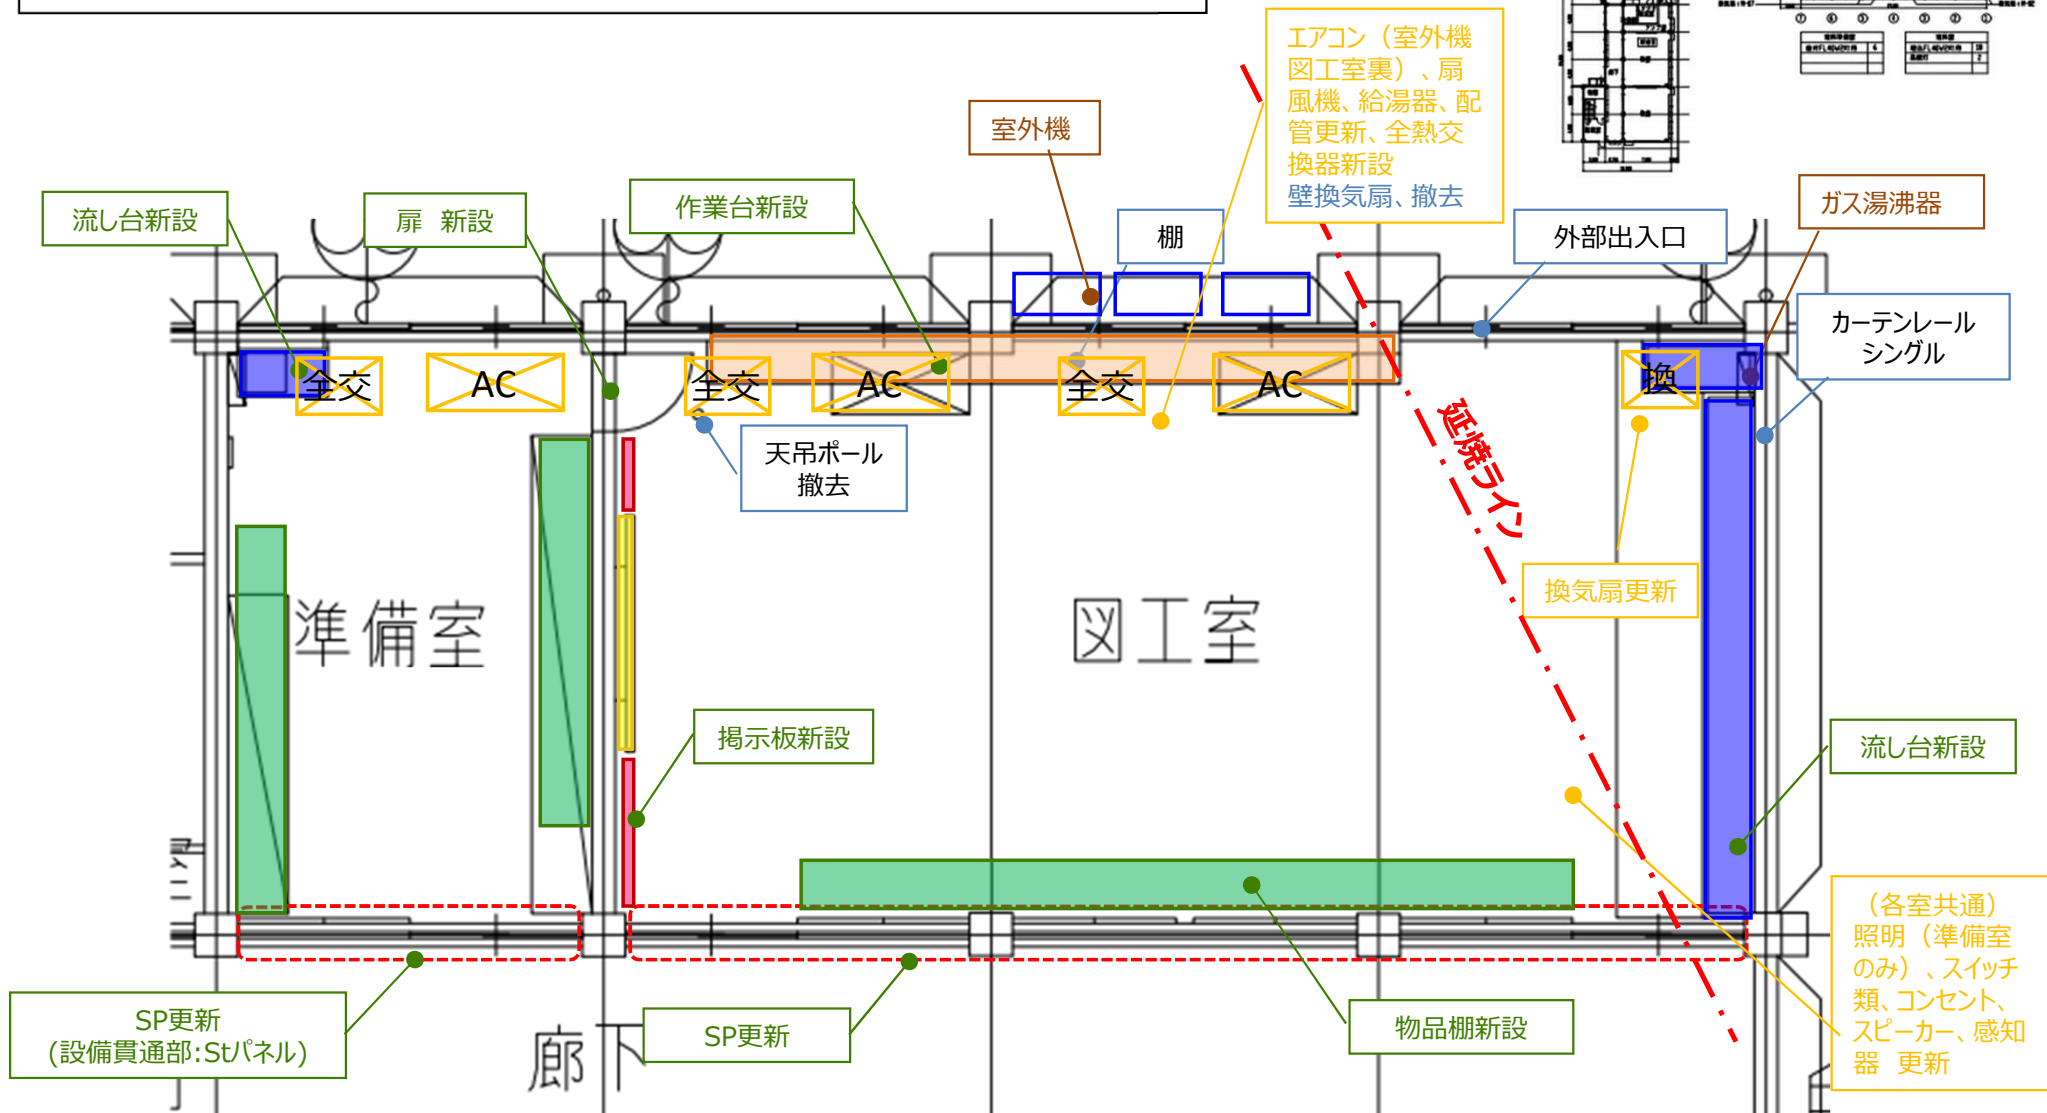 エアコン（室外機
図工室裏）、扇
風機、給湯器、配
管更新、全熱交
換器新設
壁換気扇、撤去
室外機
流し台新設
扉　新設
作業台新設
棚
外部出入口
ガス湯沸器
カーテンレール
シングル
全交
AC
全交
AC
全交
AC
換
天吊ポール
撤去
延焼ライン
換気扇更新
準備室
図工室
掲示板新設
流し台新設
（各室共通）
照明（準備室
のみ）、スイッチ
類、コンセント、
スピーカー、感知
器　更新
SP更新
(設備貫通部:Stパネル)
廊下
SP更新
物品棚新設